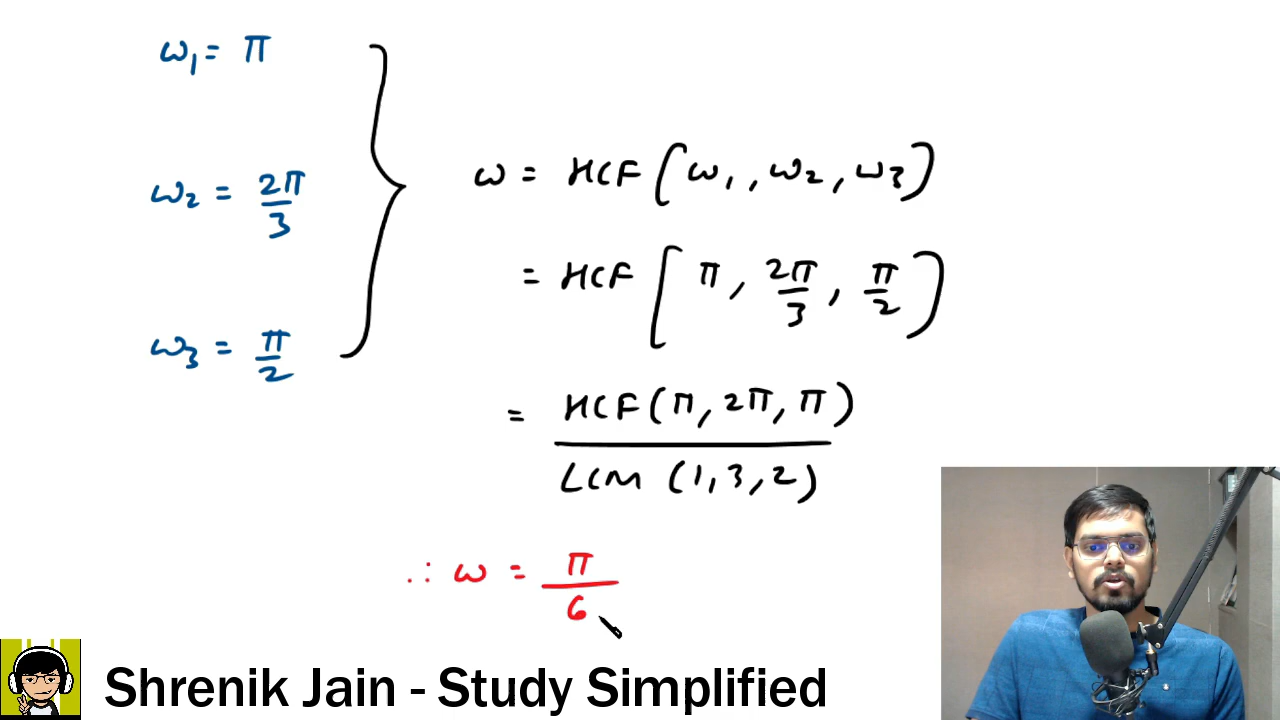 ω₁ = π
ω₂ = 2π/3
ω₃ = π/2
ω = HCF(ω₁, ω₂, ω₃)
= HCF[π, 2π/3, π/2)
= HCF(π, 2π, π) / LCM (1,3,2)
∴ ω = π/6
Shrenik Jain - Study Simplified